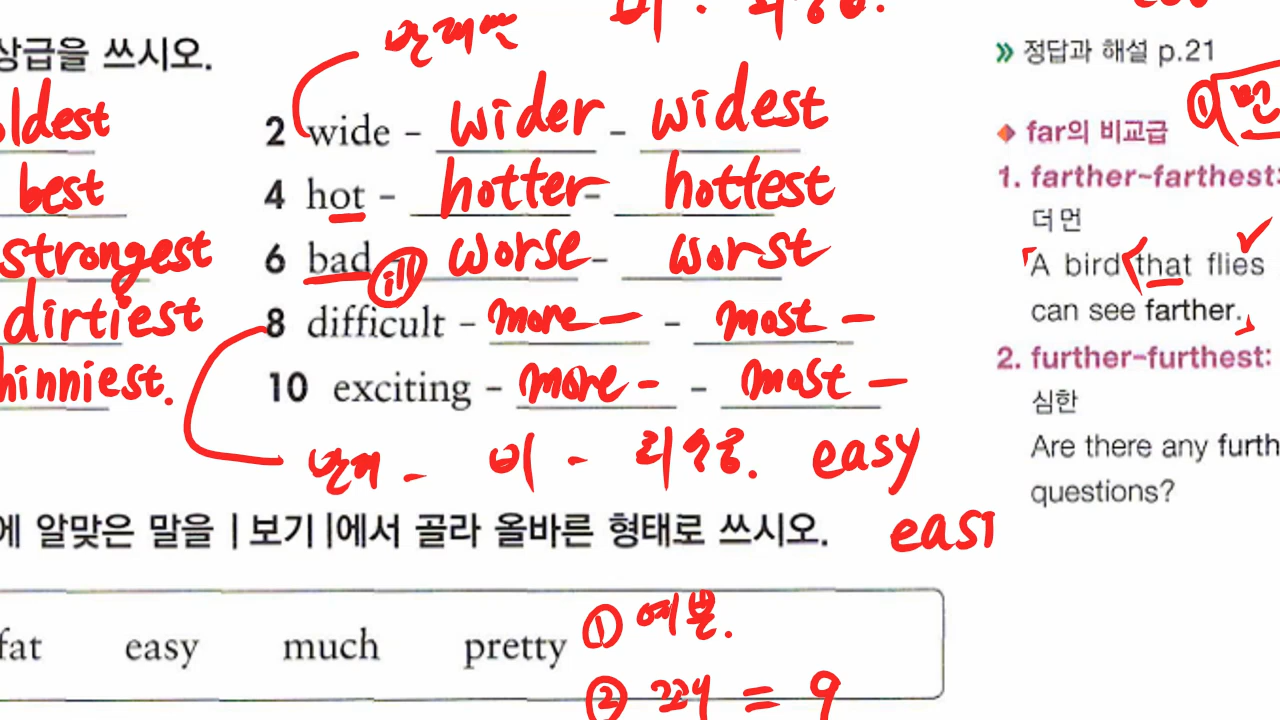 상급을 쓰시오.
oldest
2 wide - wider - widest
best
4 hot - hotter - hottest
strongest
6 bad (ill) - worse - worst
dirtiest
8 difficult - more — - most —
hinniest.
10 exciting - more - - most —
easy
easi
에 알맞은 말을 | 보기 |에서 골라 올바른 형태로 쓰시오.
fat easy much pretty
① 예쁜.
② 꽤 = 9
» 정답과 해설 p.21
①
far의 비교급
1. farther-farthest:
더 먼
「A bird that flies
can see farther.」
2. further-furthest:
심한
Are there any furth
questions?